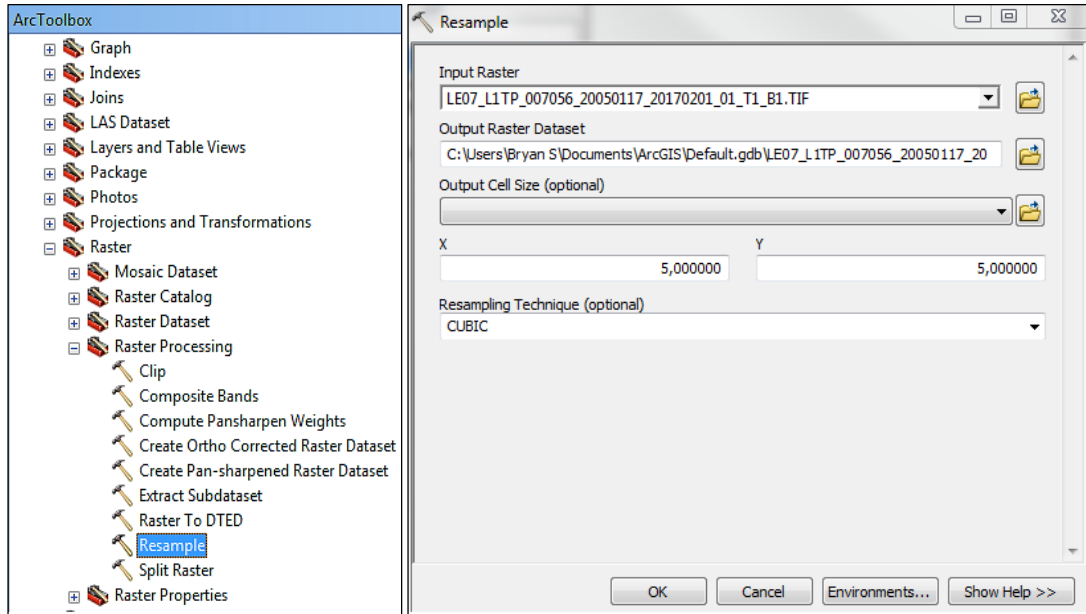 ArcToolbox
Graph
Indexes
Joins
LAS Dataset
Layers and Table Views
Package
Photos
Projections and Transformations
Raster
Mosaic Dataset
Raster Catalog
Raster Dataset
Raster Processing
Clip
Composite Bands
Compute Pansharpen Weights
Create Ortho Corrected Raster Dataset
Create Pan-sharpened Raster Dataset
Extract Subdataset
Raster To DTED
Resample
Split Raster
Raster Properties
Resample
Input Raster
LE07_L1TP_007056_20050117_20170201_01_T1_B1.TIF
Output Raster Dataset
C:\Users\Bryan S\Documents\ArcGIS\Default.gdb\LE07_L1TP_007056_20050117_20
Output Cell Size (optional)
X Y
5,000000 5,000000
Resampling Technique (optional)
CUBIC
OK Cancel Environments... Show Help >>